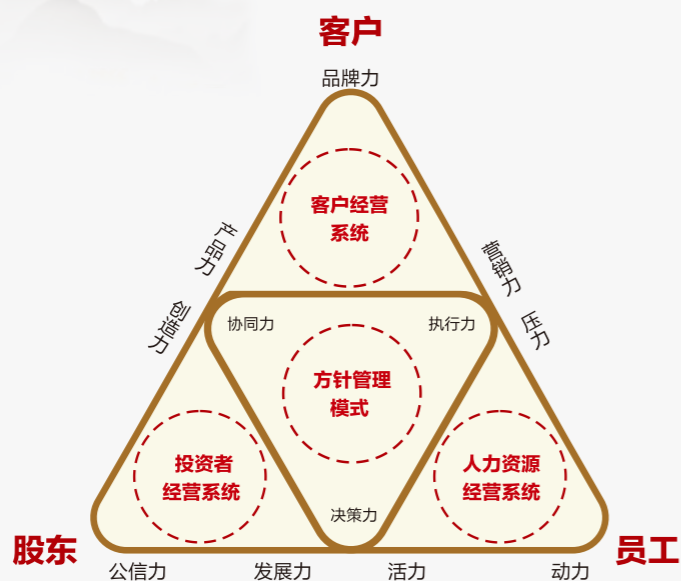 客户
品牌力
客户经营
系统
产品力
营销力
创造力
压力
协同力
执行力
方针管理
模式
投资者
经营系统
人力资源
经营系统
决策力
股东
员工
公信力
发展力
活力
动力